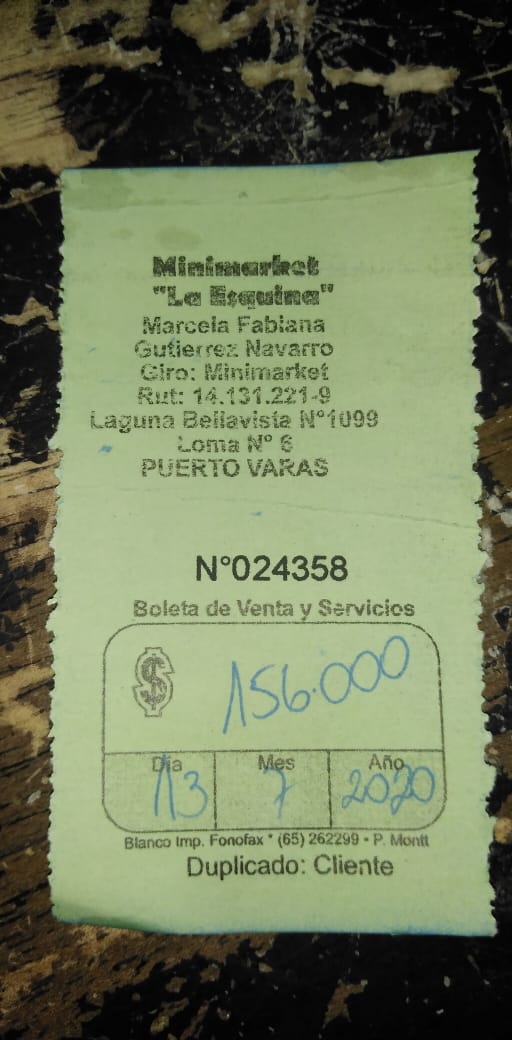 Minimarket
"La Esquina"
Marcela Fabiana
Gutierrez Navarro
Giro: Minimarket
Rut: 14.131.221-9
Laguna Bellavista N°1099
Loma N° 6
PUERTO VARAS
N°024358
Boleta de Venta y Servicios
$ 156.000
Día Mes Año
13 7 2020
Blanco Imp. Fonofax * (65) 262299 - P. Montt
Duplicado: Cliente